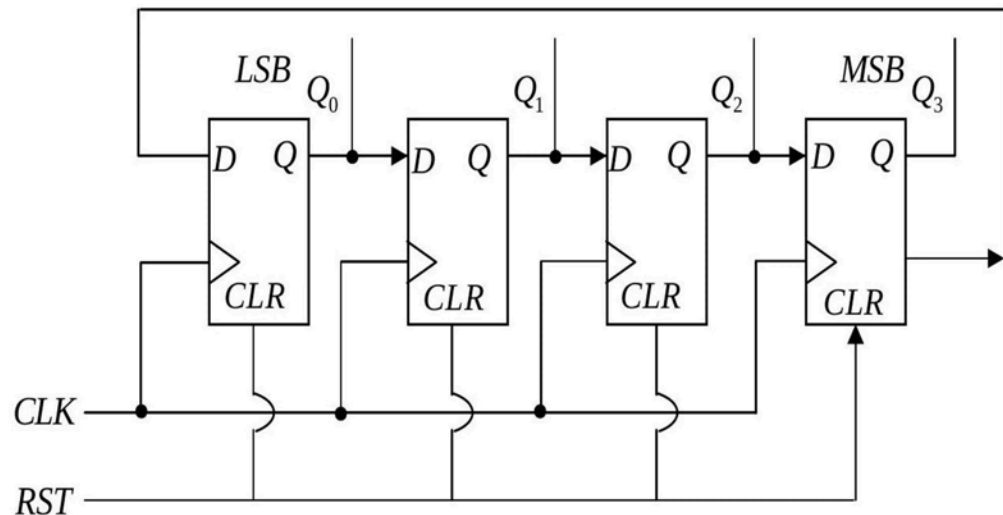 LSB MSB
Q0 Q1 Q2 Q3
D Q D Q D Q D Q
CLR CLR CLR CLR
CLK
RST